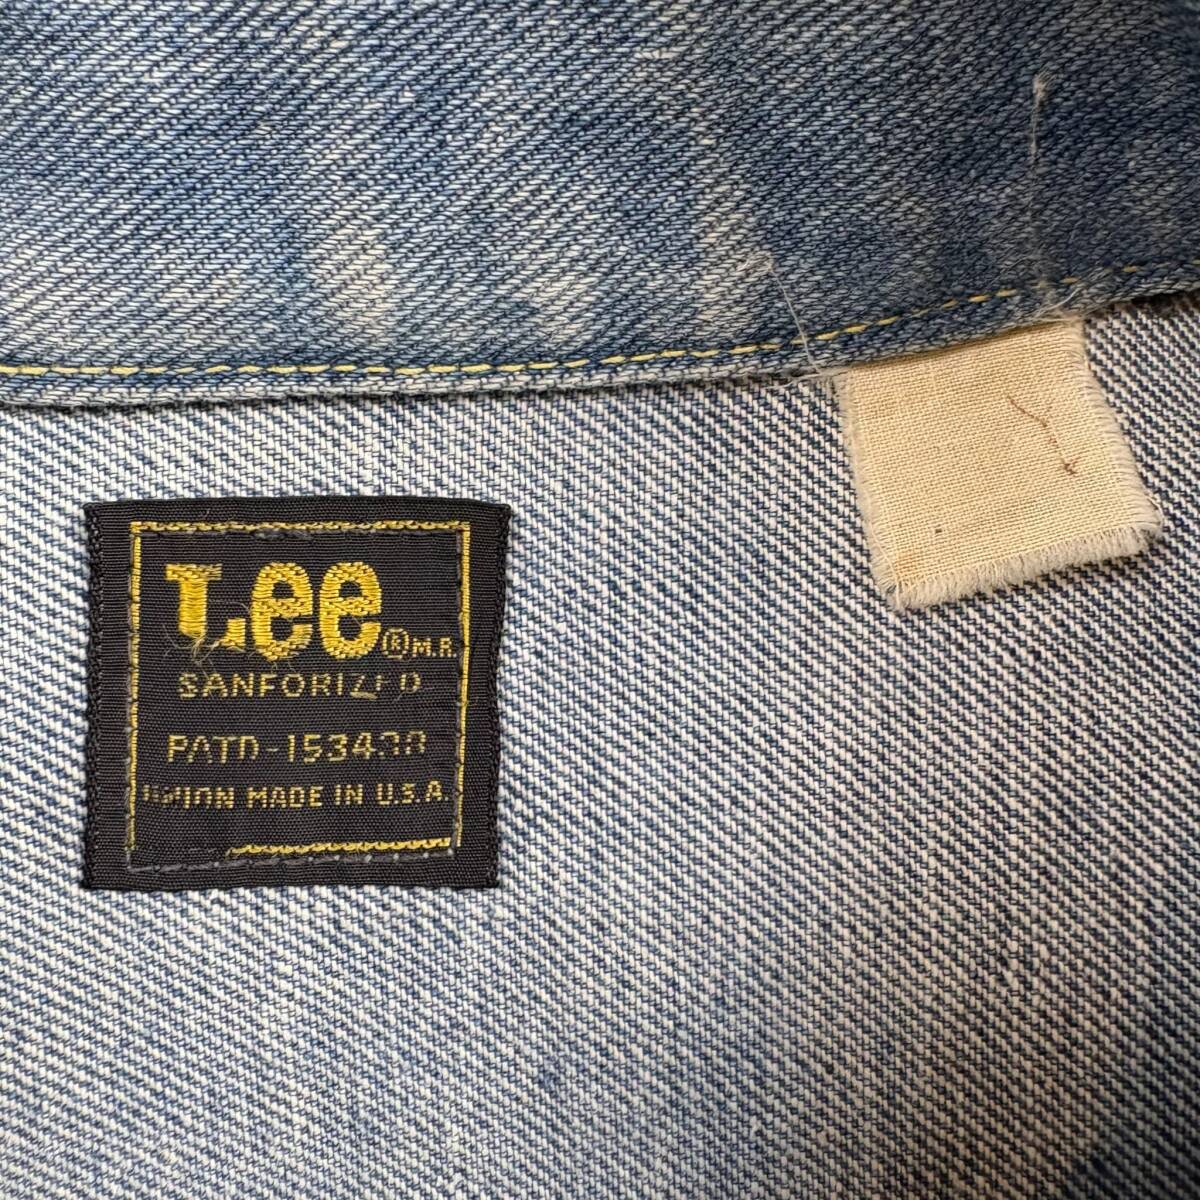 Lee® M.R.
SANFORIZED
PATD-153438
UNION MADE IN U.S.A.